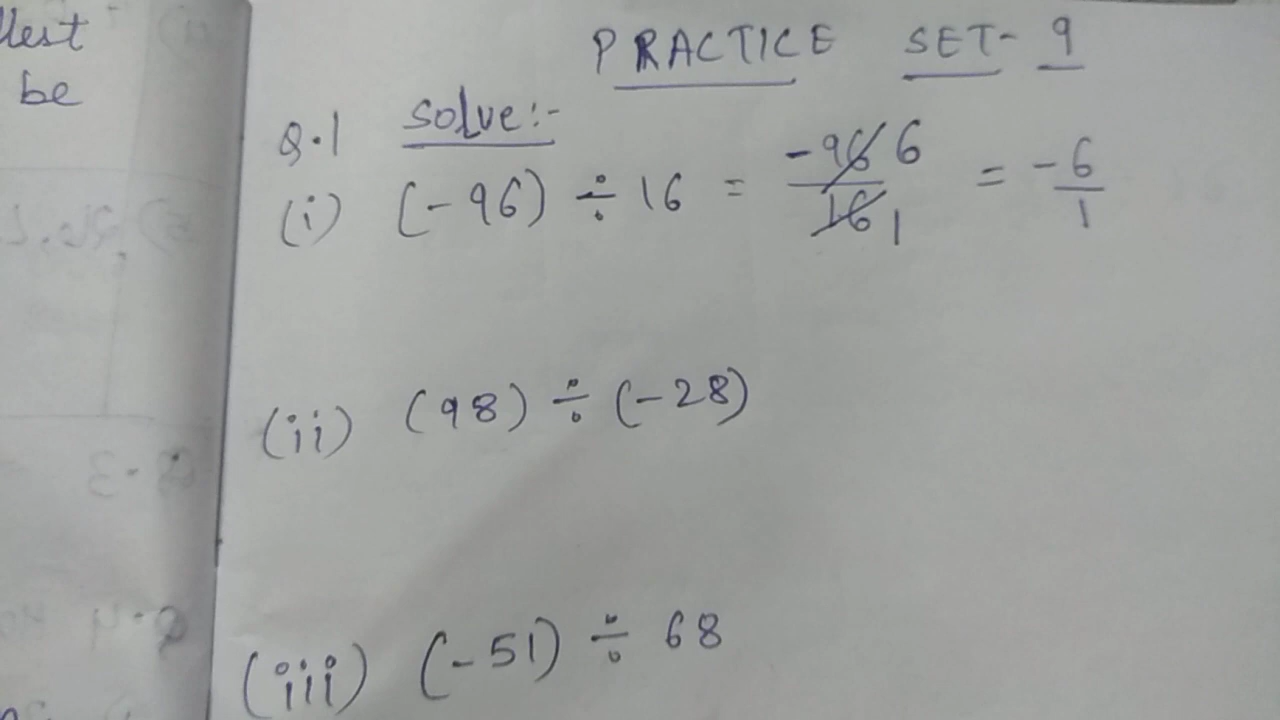 llest
be
PRACTICE SET- 9
Q.1 Solve:-
(i) (-96) ÷ 16 = -96 6 / 16 1 = -6/1
(ii) (98) ÷ (-28)
(iii) (-51) ÷ 68